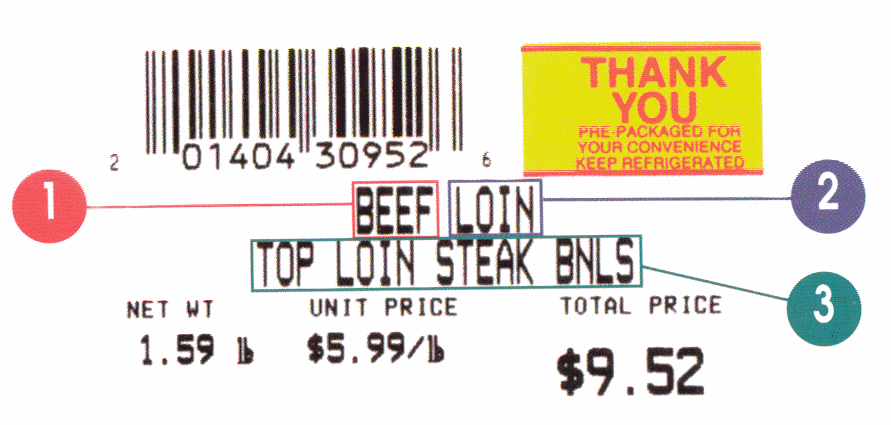 THANK
YOU
PRE-PACKAGED FOR
YOUR CONVENIENCE
KEEP REFRIGERATED
2 01404 30952 6
1 BEEF LOIN 2
TOP LOIN STEAK BNLS
3
NET WT UNIT PRICE TOTAL PRICE
1.59 lb $5.99/lb $9.52